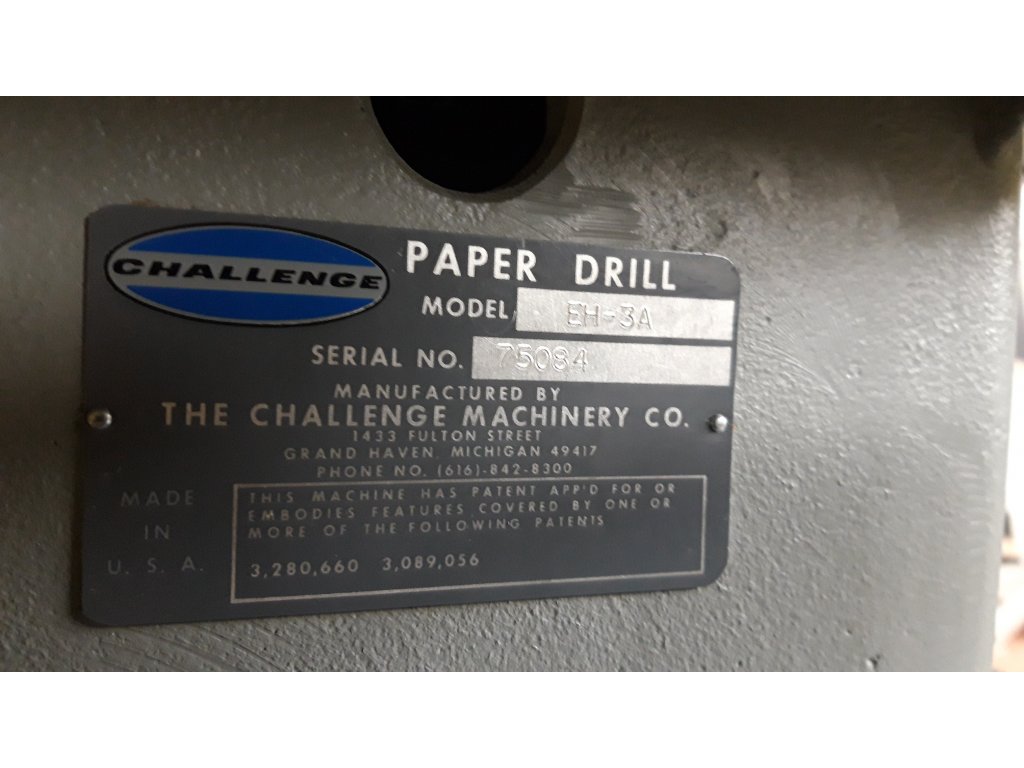 CHALLENGE
PAPER DRILL
MODEL EH-3A
SERIAL NO. 75084
MANUFACTURED BY
THE CHALLENGE MACHINERY CO.
1433 FULTON STREET
GRAND HAVEN, MICHIGAN 49417
PHONE NO. (616)-842-8300
MADE
IN
U. S. A.
THIS MACHINE HAS PATENT APP'D FOR OR
EMBODIES FEATURES COVERED BY ONE OR
MORE OF THE FOLLOWING PATENTS
3,280,660 3,089,056